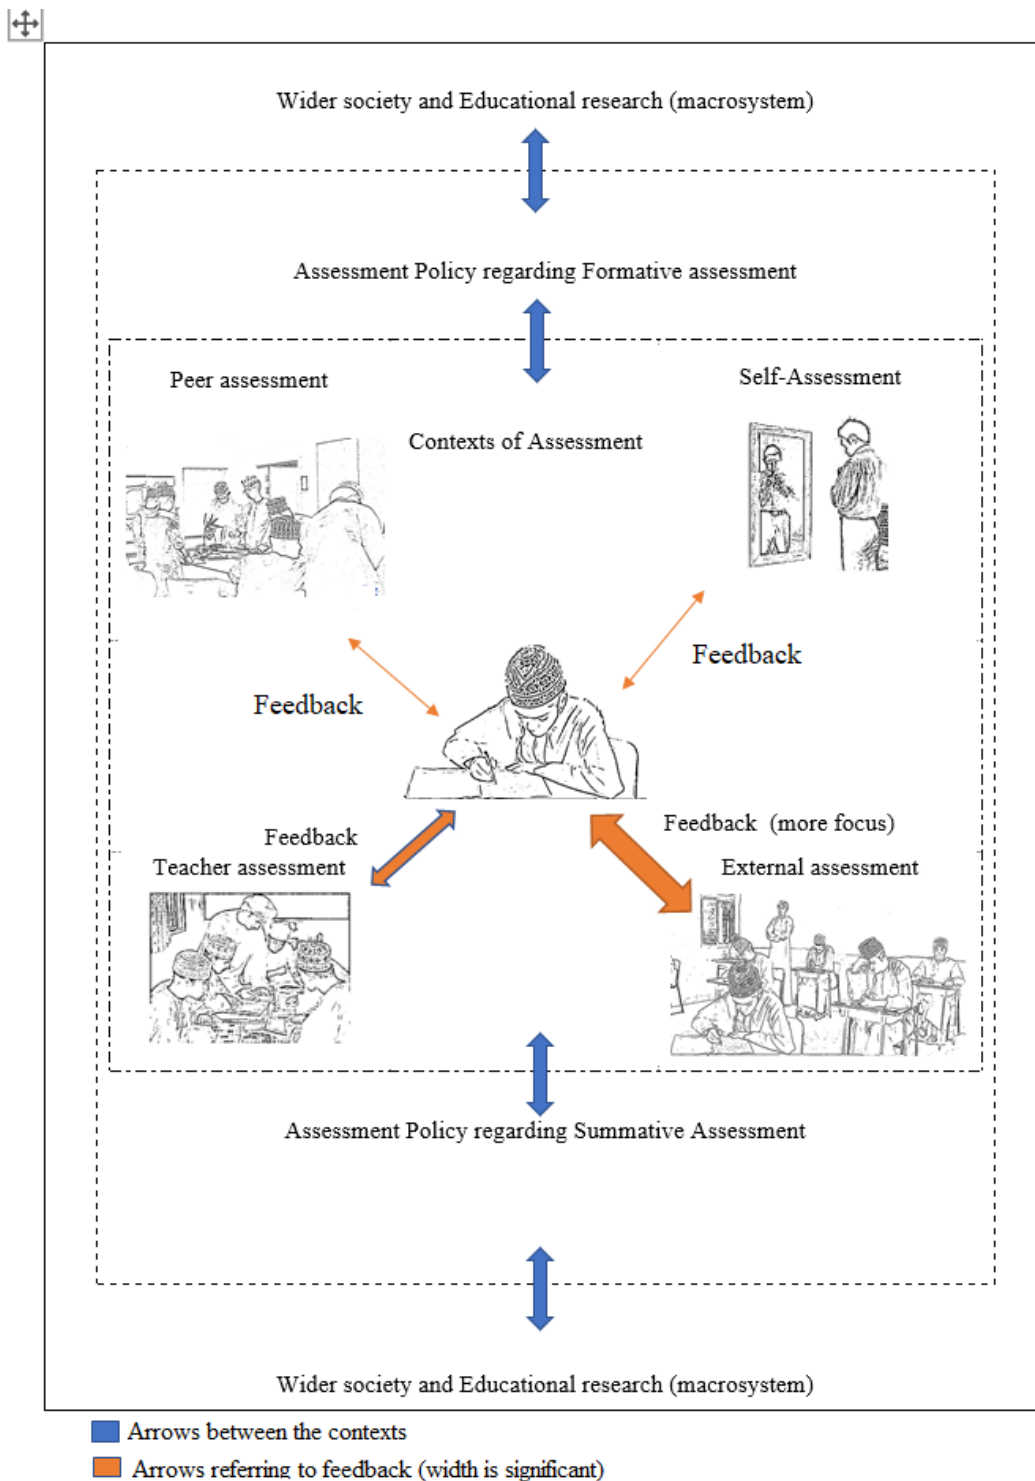 Wider society and Educational research (macrosystem)
Assessment Policy regarding Formative assessment
Peer assessment
Self-Assessment
Contexts of Assessment
Feedback
Feedback
Feedback
Feedback (more focus)
Teacher assessment
External assessment
Assessment Policy regarding Summative Assessment
Wider society and Educational research (macrosystem)
Arrows between the contexts
Arrows referring to feedback (width is significant)